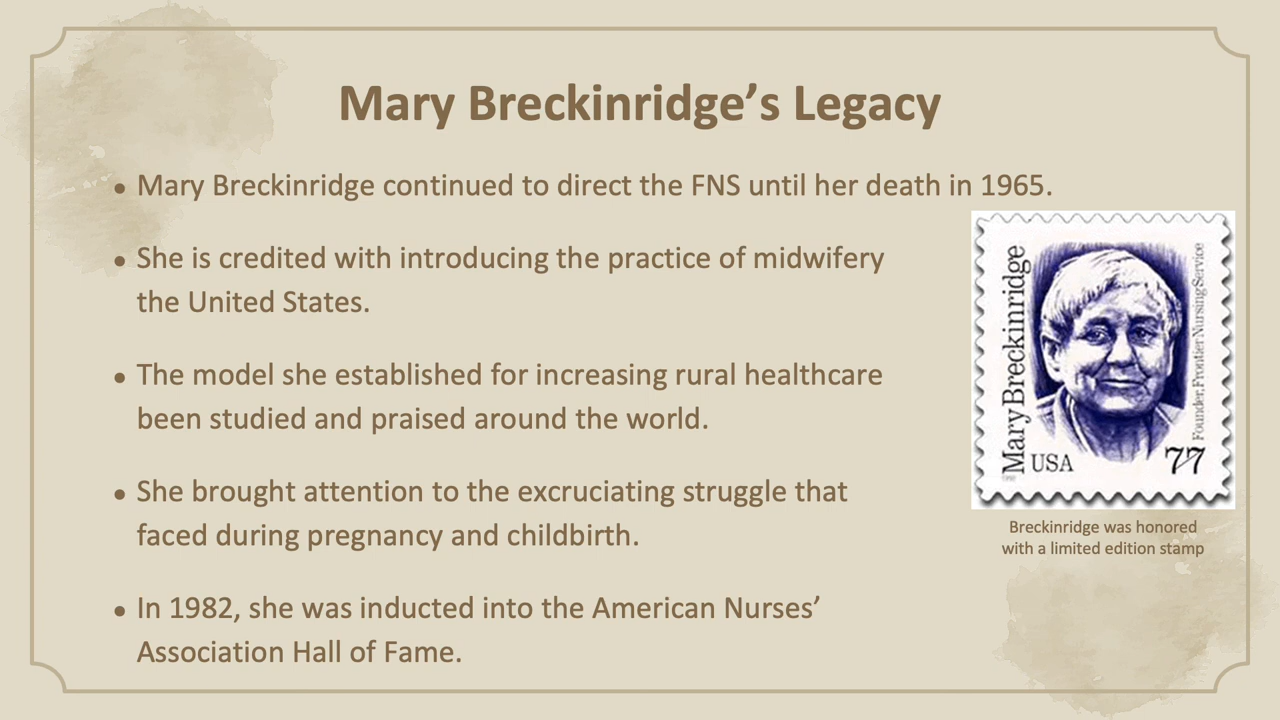 Mary Breckinridge’s Legacy
● Mary Breckinridge continued to direct the FNS until her death in 1965.
● She is credited with introducing the practice of midwifery
the United States.
● The model she established for increasing rural healthcare
been studied and praised around the world.
● She brought attention to the excruciating struggle that
faced during pregnancy and childbirth.
● In 1982, she was inducted into the American Nurses’
Association Hall of Fame.
Mary Breckinridge
Founder, Frontier Nursing Service
USA
77
Breckinridge was honored
with a limited edition stamp